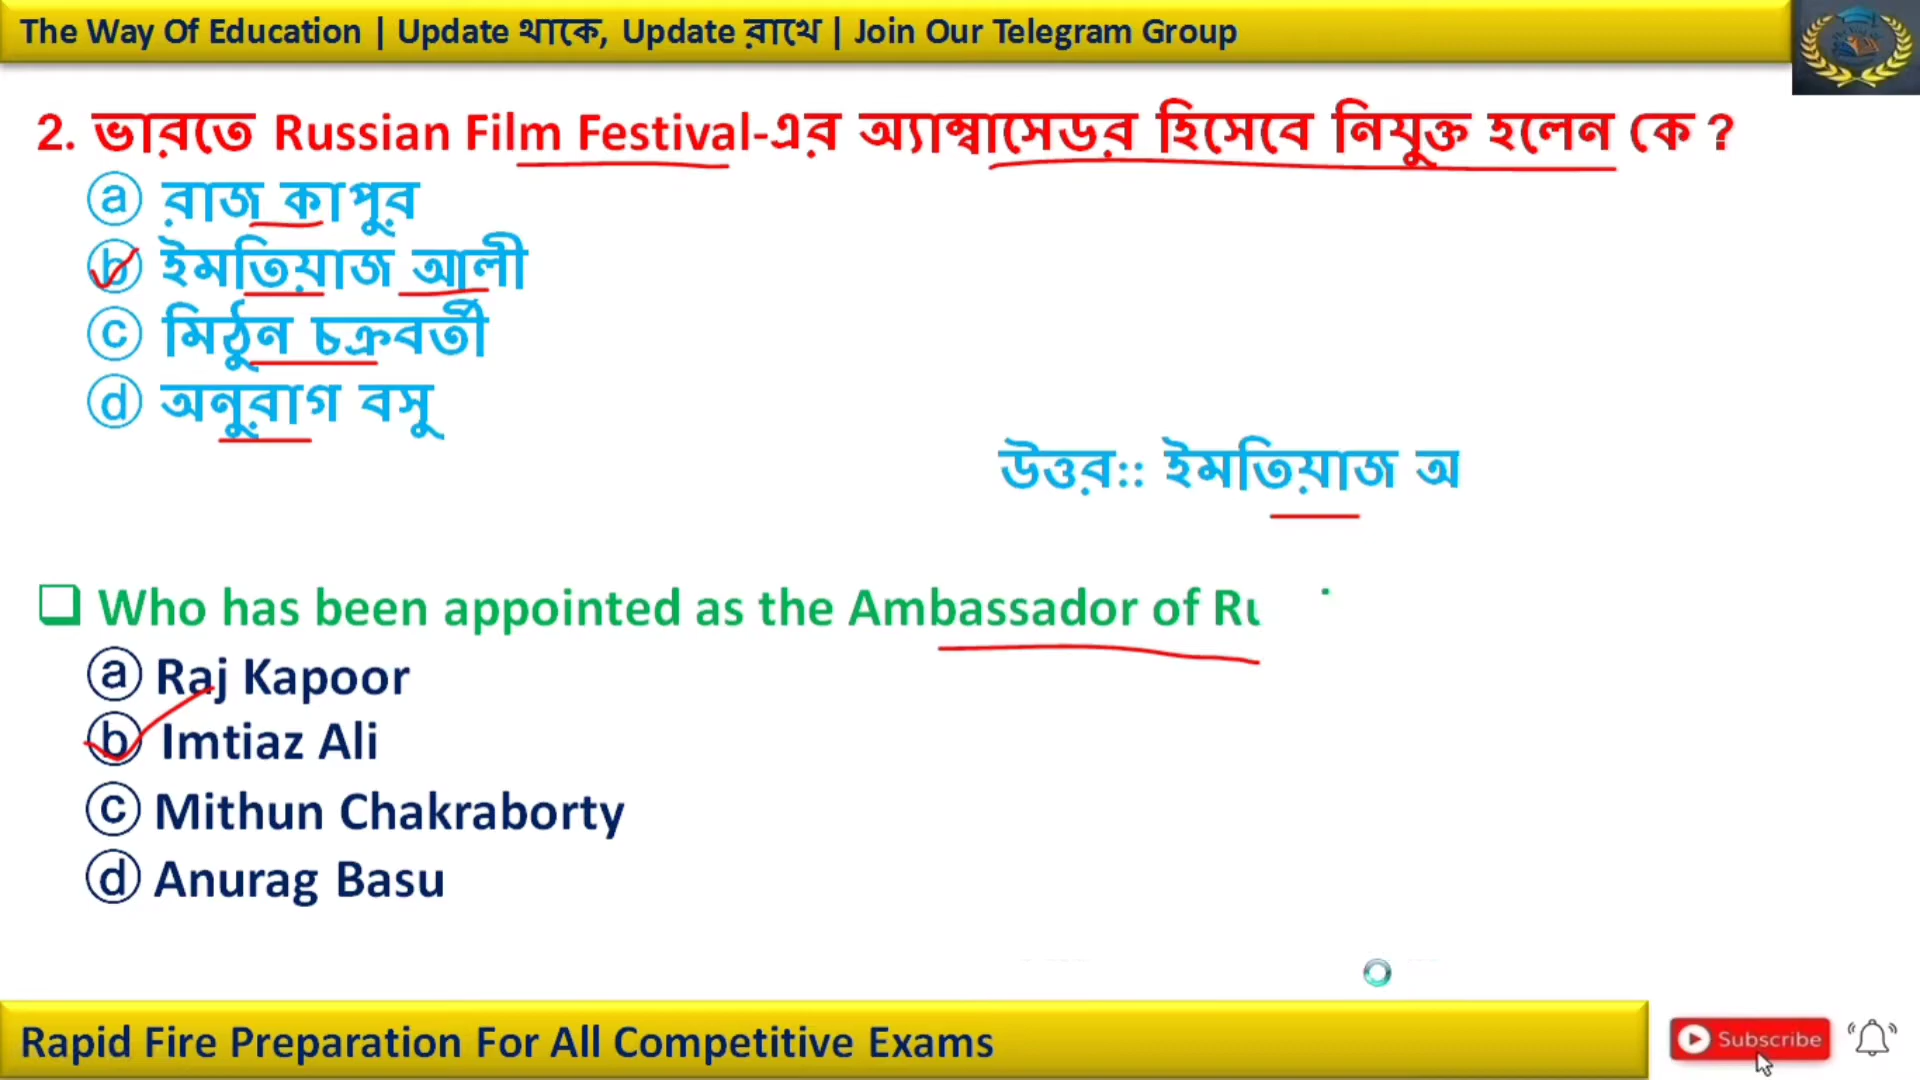 The Way Of Education | Update থাকে, Update রাখে | Join Our Telegram Group
2. ভারতে Russian Film Festival-এর অ্যাম্বাসেডর হিসেবে নিযুক্ত হলেন কে ?
ⓐ রাজ কাপুর
ⓑ ইমতিয়াজ আলী
ⓒ মিঠুন চক্রবর্তী
ⓓ অনুরাগ বসু
উত্তর:: ইমতিয়াজ অ
❑ Who has been appointed as the Ambassador of
ⓐ Raj Kapoor
ⓑ Imtiaz Ali
ⓒ Mithun Chakraborty
ⓓ Anurag Basu
Rapid Fire Preparation For All Competitive Exams
Subscribe